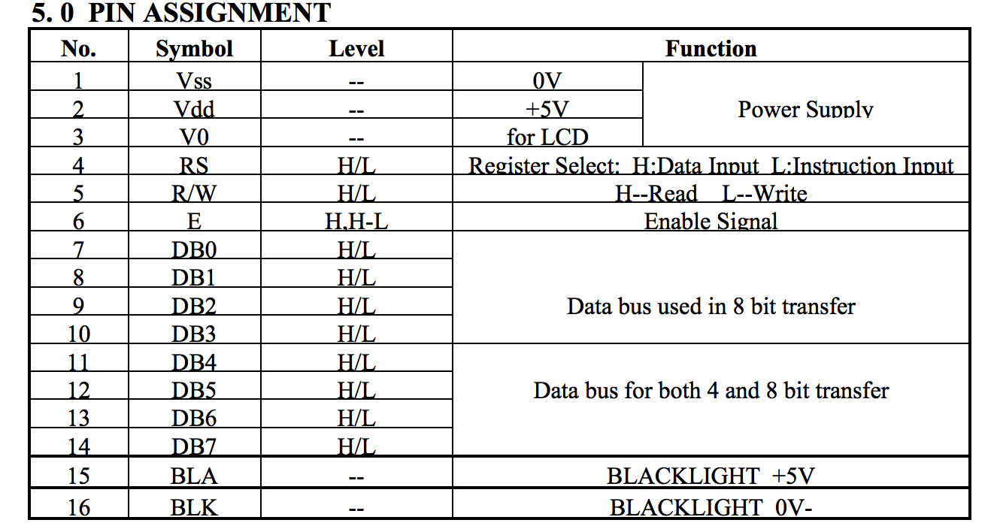 5. 0 PIN ASSIGNMENT
No. Symbol Level Function
1 Vss -- 0V
2 Vdd -- +5V Power Supply
3 V0 -- for LCD
4 RS H/L Register Select: H:Data Input L:Instruction Input
5 R/W H/L H--Read L--Write
6 E H,H-L Enable Signal
7 DB0 H/L
8 DB1 H/L
9 DB2 H/L Data bus used in 8 bit transfer
10 DB3 H/L
11 DB4 H/L
12 DB5 H/L Data bus for both 4 and 8 bit transfer
13 DB6 H/L
14 DB7 H/L
15 BLA -- BLACKLIGHT +5V
16 BLK -- BLACKLIGHT 0V-